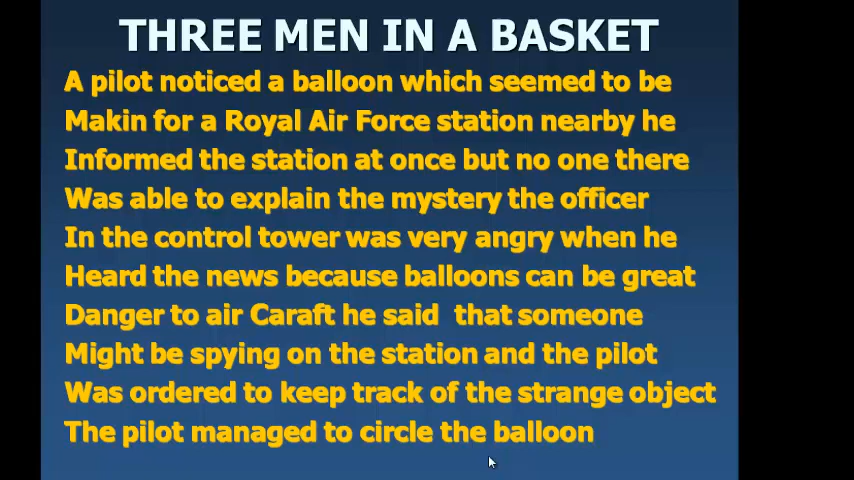 THREE MEN IN A BASKET
A pilot noticed a balloon which seemed to be
Makin for a Royal Air Force station nearby he
Informed the station at once but no one there
Was able to explain the mystery the officer
In the control tower was very angry when he
Heard the news because balloons can be great
Danger to air Caraft he said that someone
Might be spying on the station and the pilot
Was ordered to keep track of the strange object
The pilot managed to circle the balloon